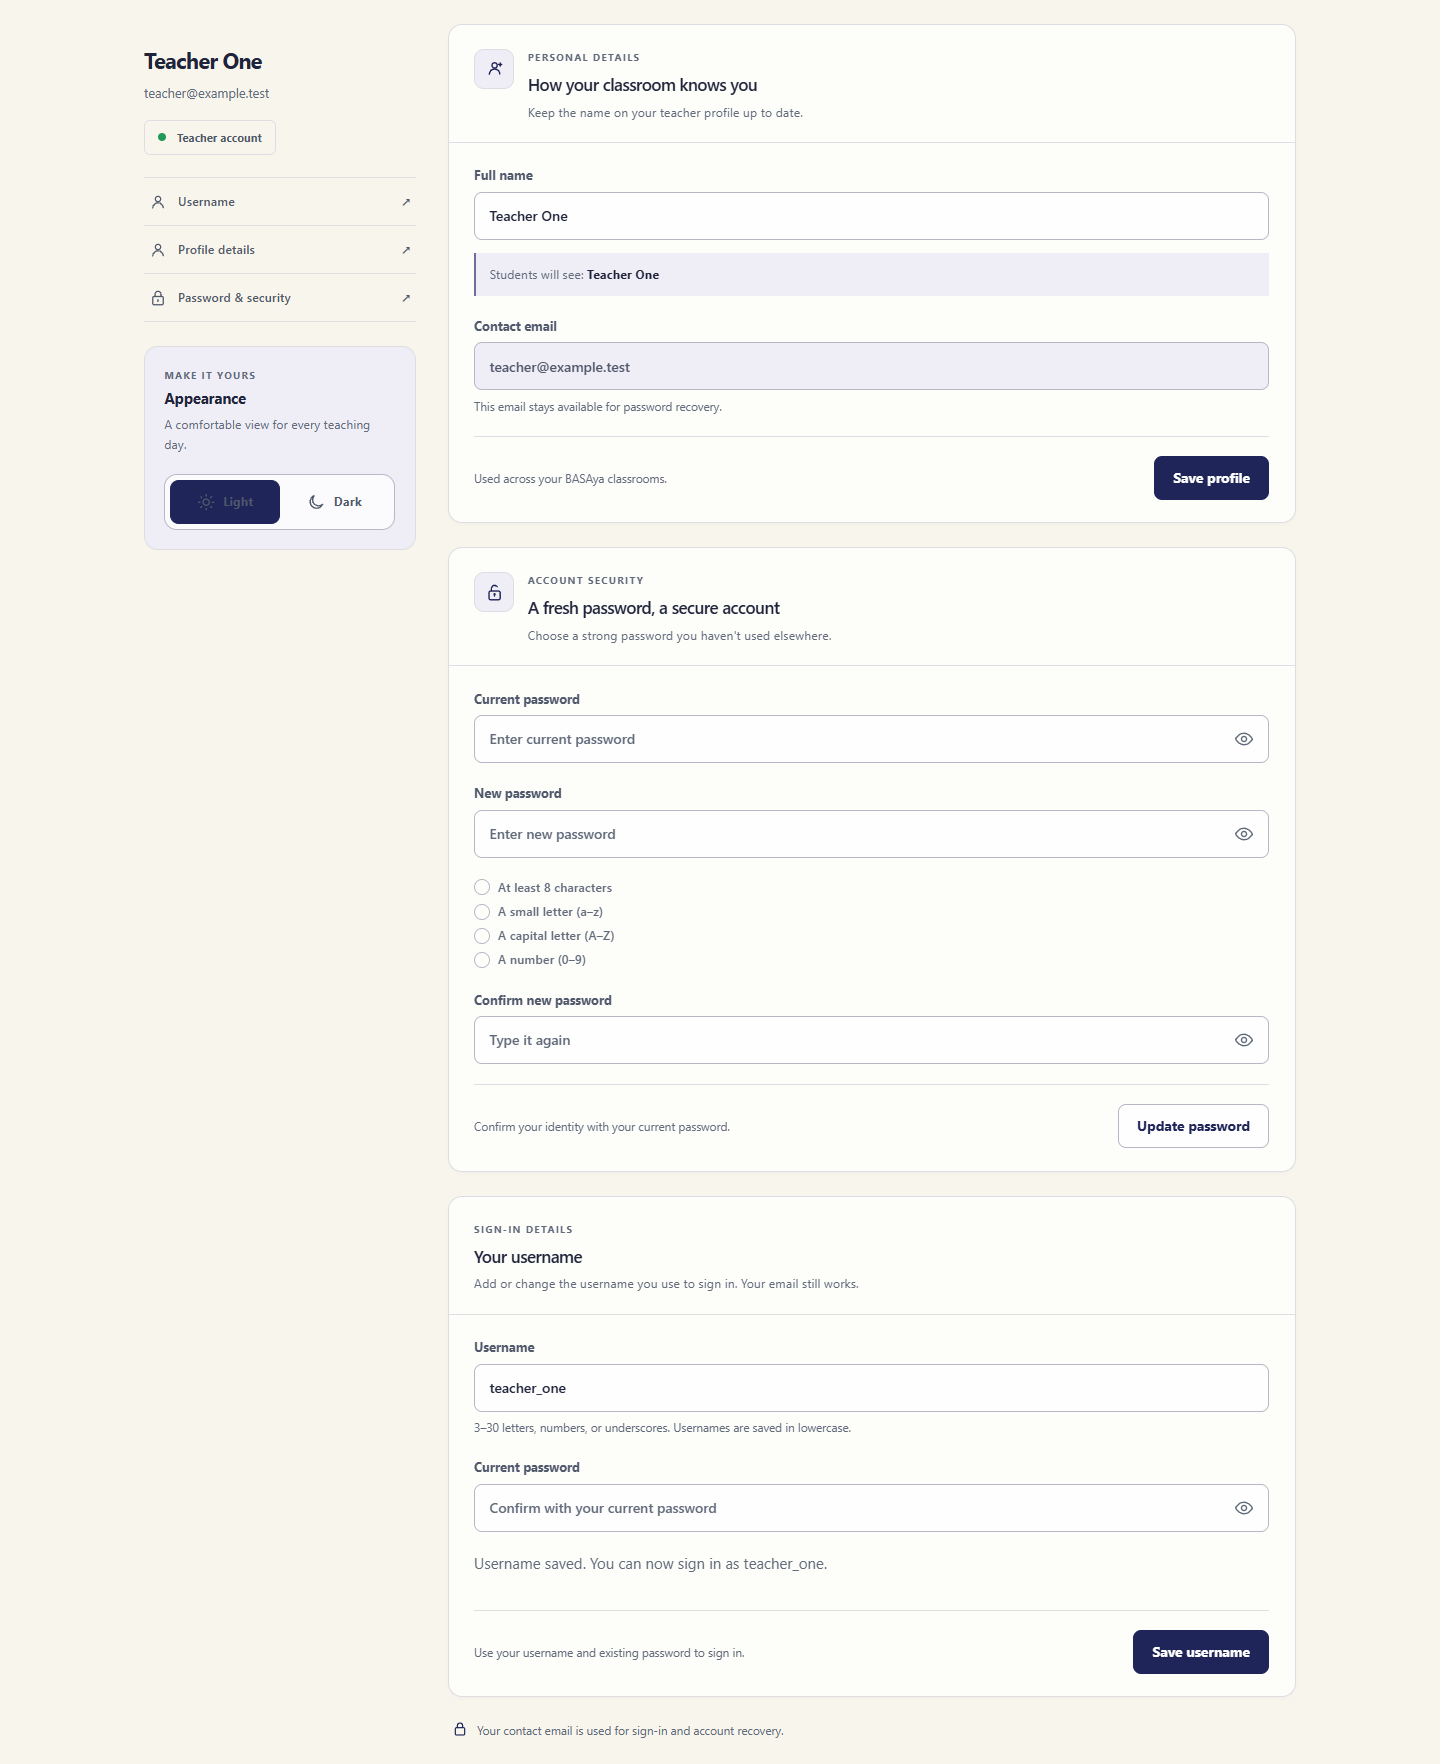 Teacher One
teacher@example.test
Teacher account
Username
Profile details
Password & security
MAKE IT YOURS
Appearance
A comfortable view for every teaching
day.
Light
Dark
PERSONAL DETAILS
How your classroom knows you
Keep the name on your teacher profile up to date.
Full name
Teacher One
Students will see: Teacher One
Contact email
teacher@example.test
This email stays available for password recovery.
Used across your BASAya classrooms.
Save profile
ACCOUNT SECURITY
A fresh password, a secure account
Choose a strong password you haven't used elsewhere.
Current password
Enter current password
New password
Enter new password
At least 8 characters
A small letter (a–z)
A capital letter (A–Z)
A number (0–9)
Confirm new password
Type it again
Confirm your identity with your current password.
Update password
SIGN-IN DETAILS
Your username
Add or change the username you use to sign in. Your email still works.
Username
teacher_one
3–30 letters, numbers, or underscores. Usernames are saved in lowercase.
Current password
Confirm with your current password
Username saved. You can now sign in as teacher_one.
Use your username and existing password to sign in.
Save username
Your contact email is used for sign-in and account recovery.